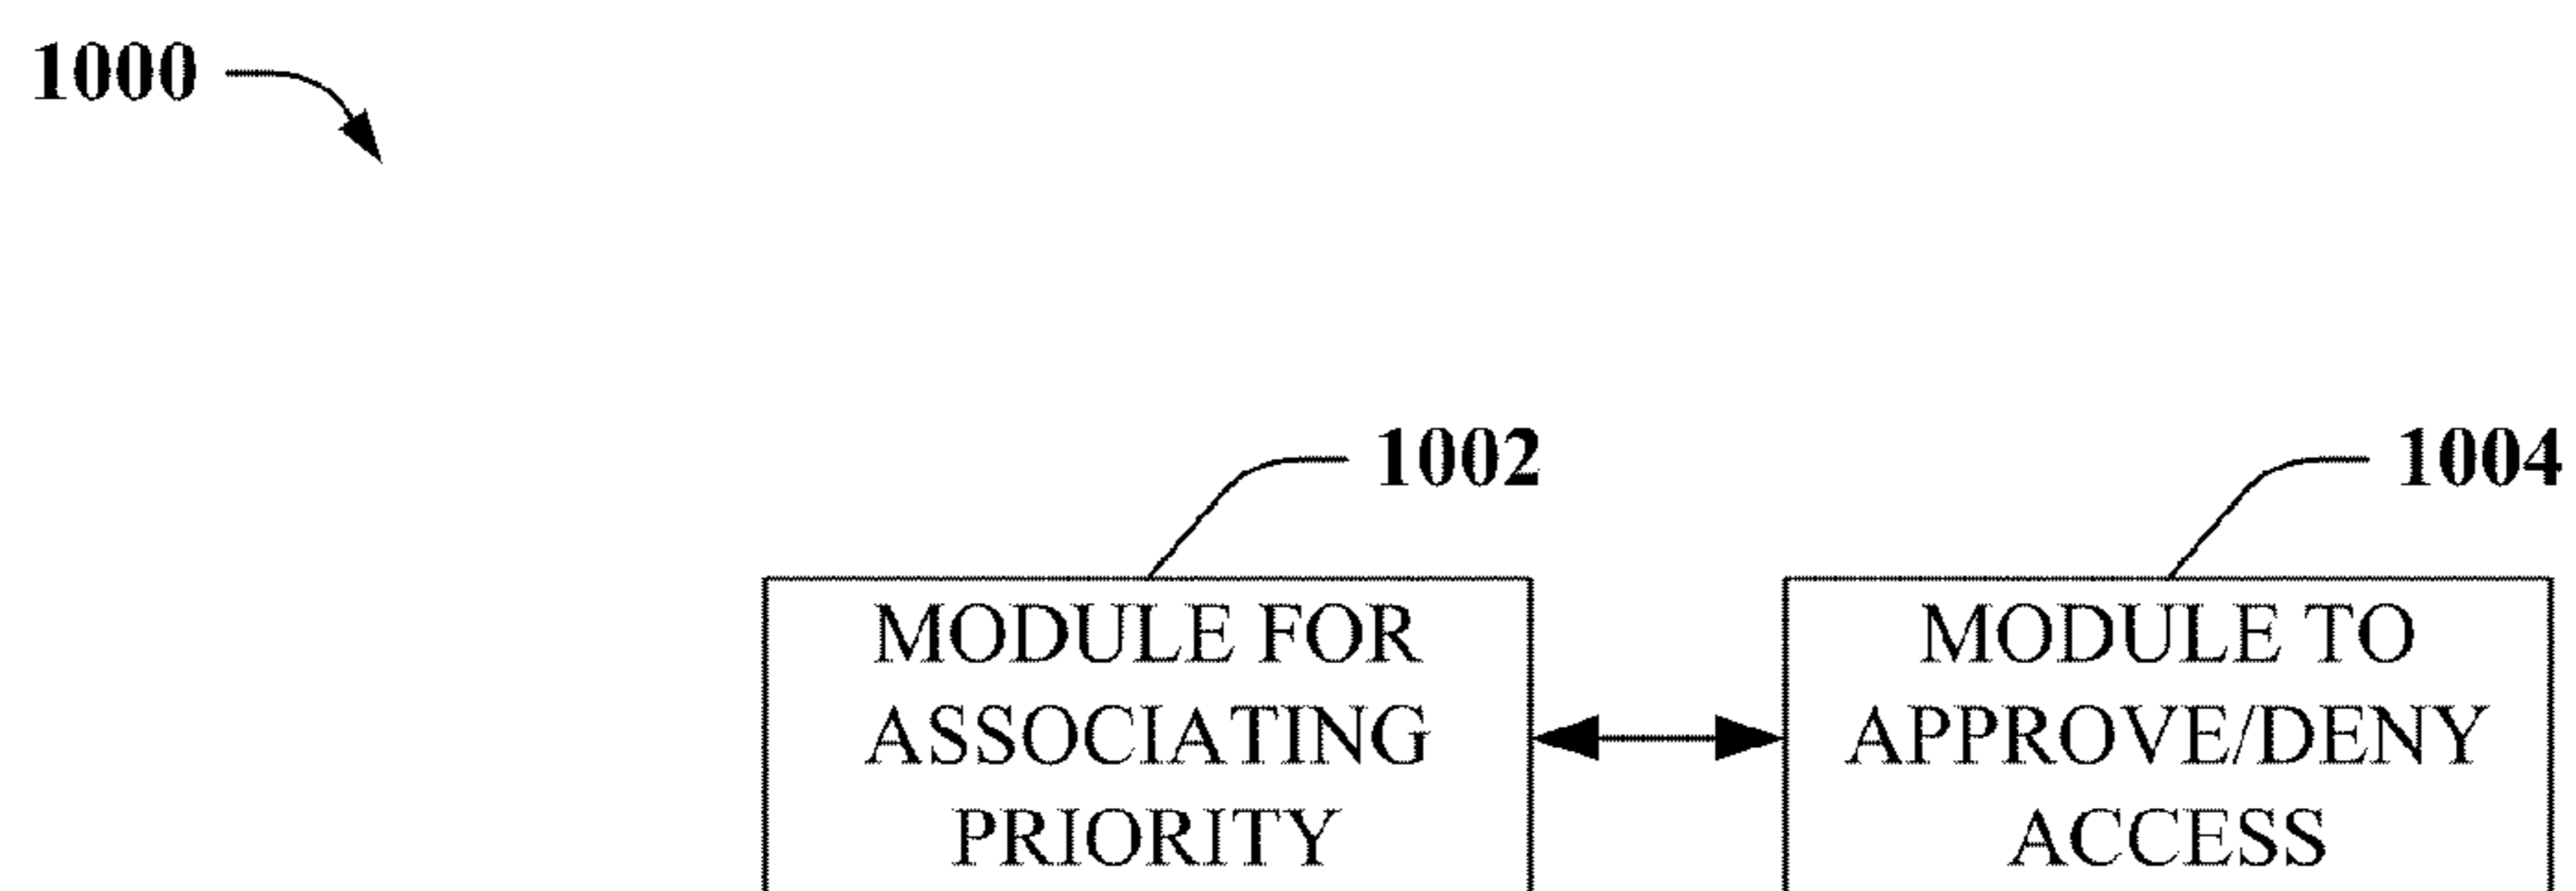 1000
1002
1004
MODULE FOR
ASSOCIATING
PRIORITY
MODULE TO
APPROVE/DENY
ACCESS